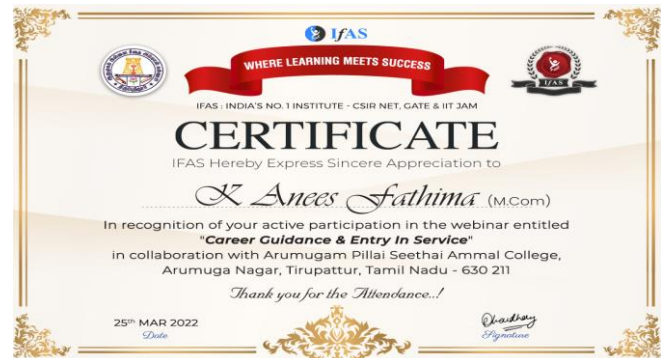 IfAS
WHERE LEARNING MEETS SUCCESS
IFAS
IFAS : INDIA'S NO. 1 INSTITUTE - CSIR NET, GATE & IIT JAM
CERTIFICATE
IFAS Hereby Express Sincere Appreciation to
K Anees Fathima (M.Com)
In recognition of your active participation in the webinar entitled
"Career Guidance & Entry In Service"
in collaboration with Arumugam Pillai Seethai Ammal College,
Arumuga Nagar, Tirupattur, Tamil Nadu - 630 211
Thank you for the Attendance..!
25th MAR 2022
Date
Chaudhary
Signature